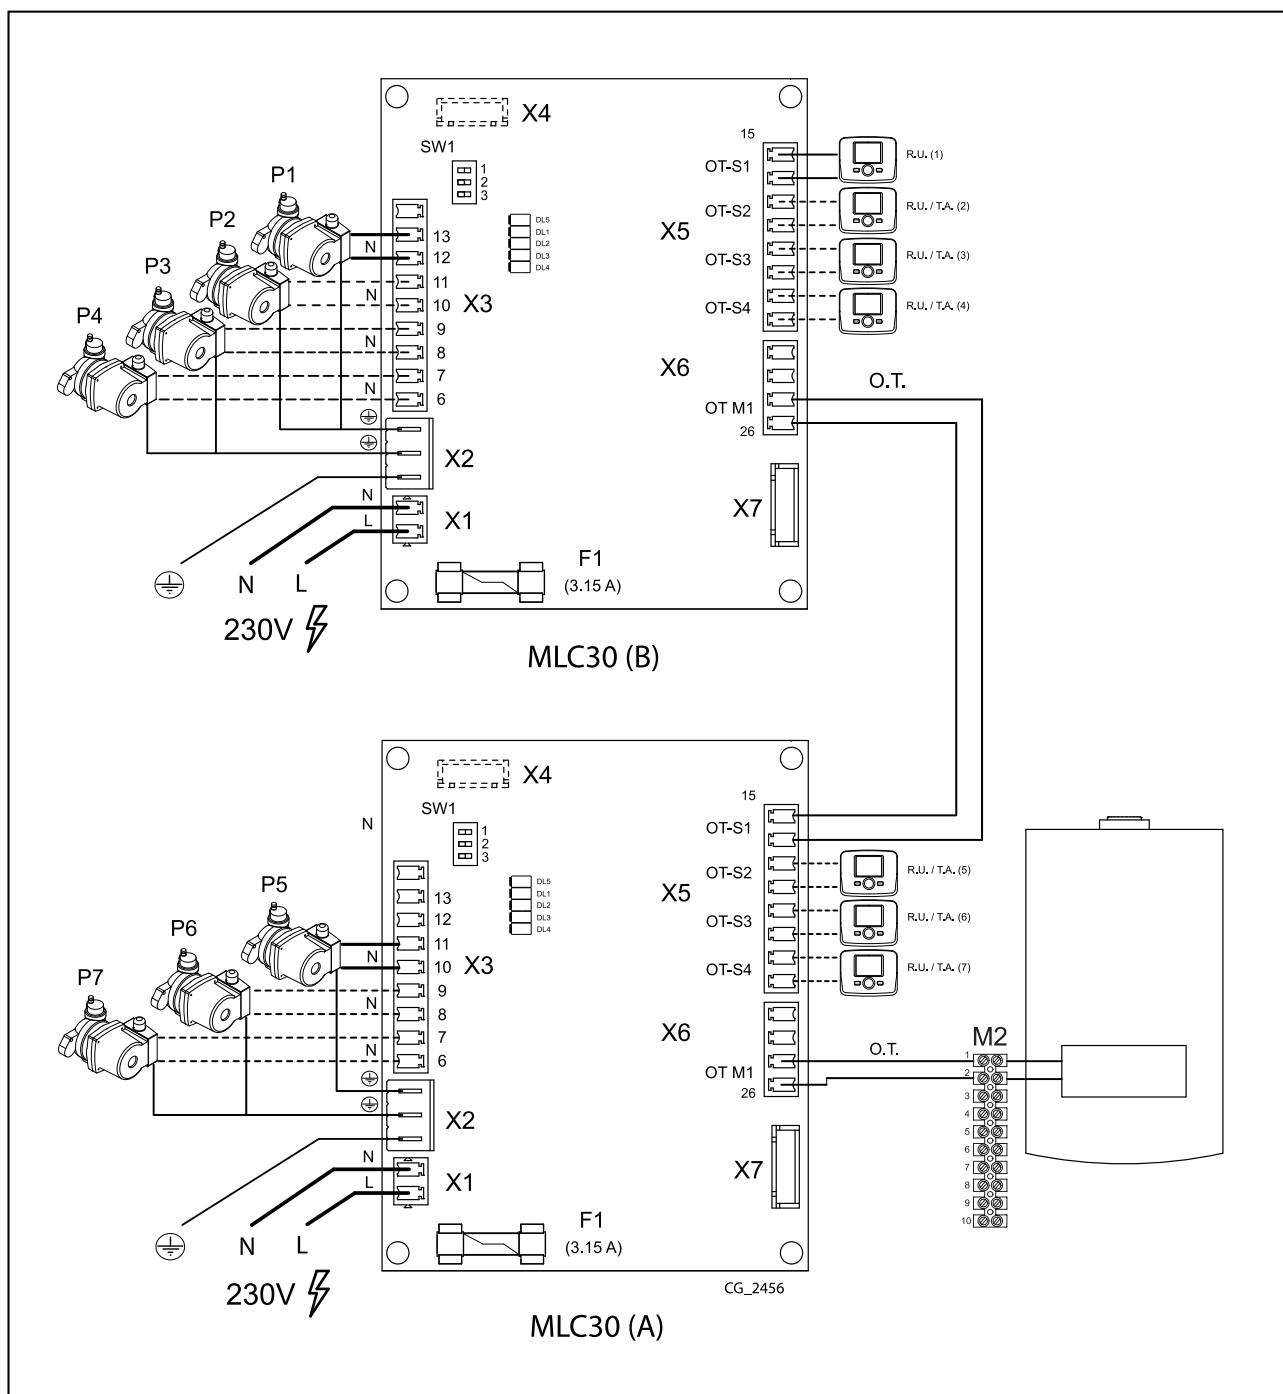 X4
SW1
1
2
3
DL5
DL1
DL2
DL3
DL4
P1
P2
P3
P4
13
N
12
11
N
10
9
N
8
7
N
6
X3
X2
N
L
X1
N
L
230V
F1
(3.15 A)
15
OT-S1
OT-S2
OT-S3
OT-S4
X5
R.U. (1)
R.U. / T.A. (2)
R.U. / T.A. (3)
R.U. / T.A. (4)
X6
OT M1
26
O.T.
X7
MLC30 (B)
X4
SW1
1
2
3
N
DL5
DL1
DL2
DL3
DL4
P5
P6
P7
13
12
11
N
10
9
N
8
7
N
6
X3
X2
N
L
X1
N
L
230V
F1
(3.15 A)
15
OT-S1
OT-S2
OT-S3
OT-S4
X5
R.U. / T.A. (5)
R.U. / T.A. (6)
R.U. / T.A. (7)
X6
OT M1
26
O.T.
M2
1
2
3
4
5
6
7
8
9
10
X7
CG_2456
MLC30 (A)